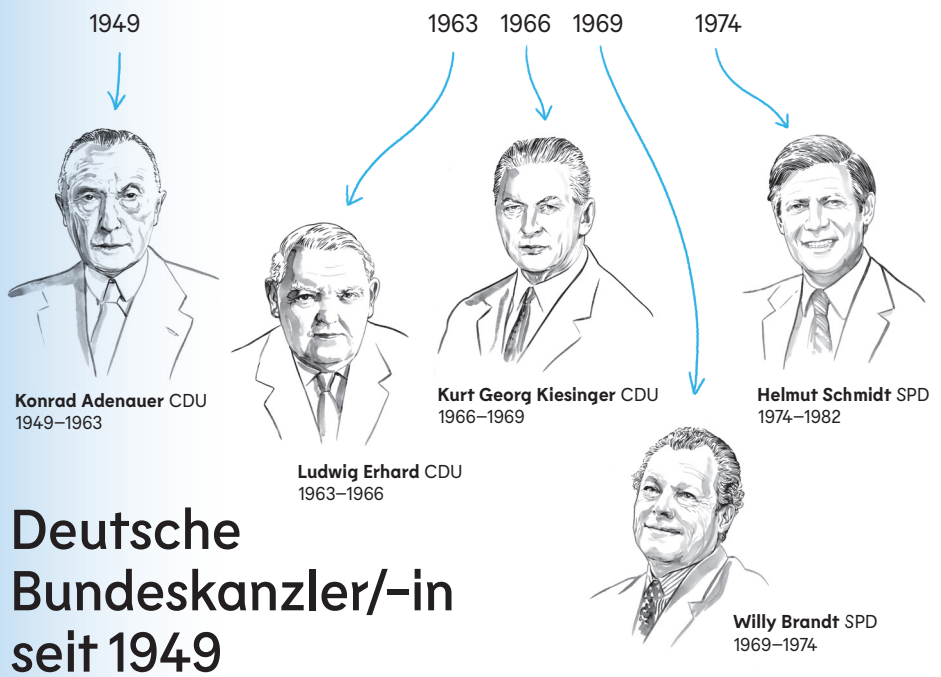 1949
1963
1966
1969
1974
Konrad Adenauer CDU
1949–1963
Ludwig Erhard CDU
1963–1966
Kurt Georg Kiesinger CDU
1966–1969
Willy Brandt SPD
1969–1974
Helmut Schmidt SPD
1974–1982
Deutsche
Bundeskanzler/-in
seit 1949